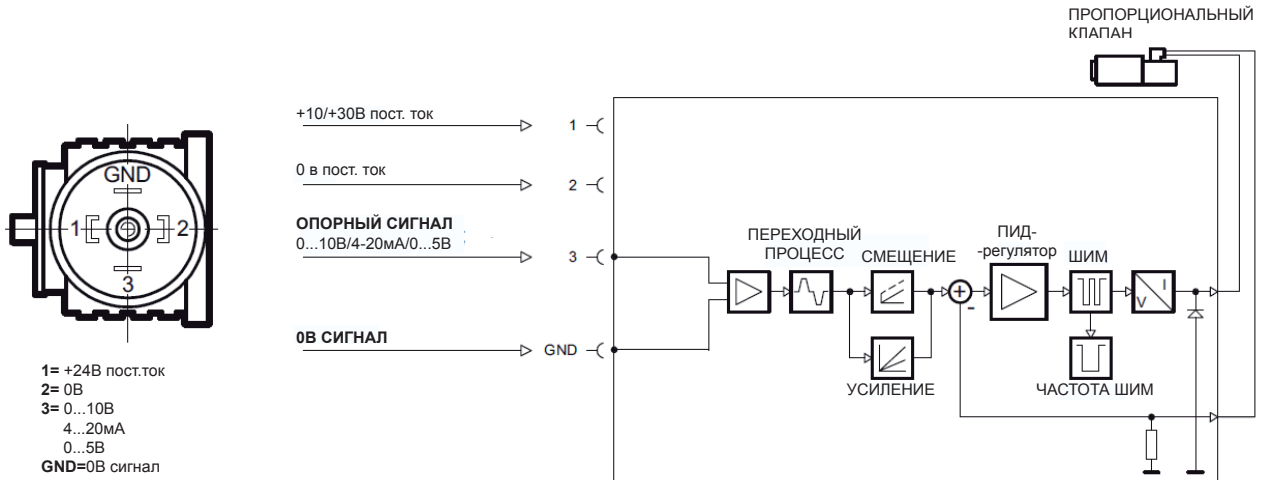 ПРОПОРЦИОНАЛЬНЫЙ
КЛАПАН
+10/+30В пост. ток
1
0 в пост. ток
2
ОПОРНЫЙ СИГНАЛ
0...10В/4-20мА/0...5В
3
0В СИГНАЛ
GND
ПЕРЕХОДНЫЙ
ПРОЦЕСС
СМЕЩЕНИЕ
УСИЛЕНИЕ
+
-
ПИД-
-регулятор
ШИМ
ЧАСТОТА ШИМ
I
V
GND
1
2
3
1= +24В пост.ток
2= 0В
3= 0...10В
4...20мА
0...5В
GND=0В сигнал